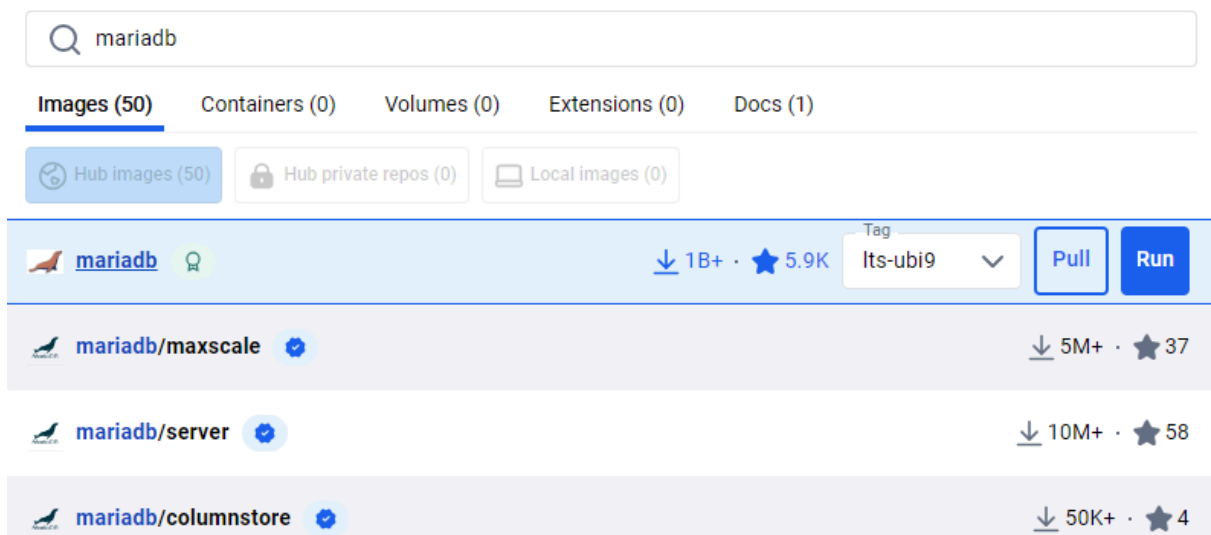 mariadb
Images (50) Containers (0) Volumes (0) Extensions (0) Docs (1)
Hub images (50) Hub private repos (0) Local images (0)
Tag
mariadb 1B+ · 5.9K lts-ubi9 Pull Run
mariadb/maxscale 5M+ · 37
mariadb/server 10M+ · 58
mariadb/columnstore 50K+ · 4